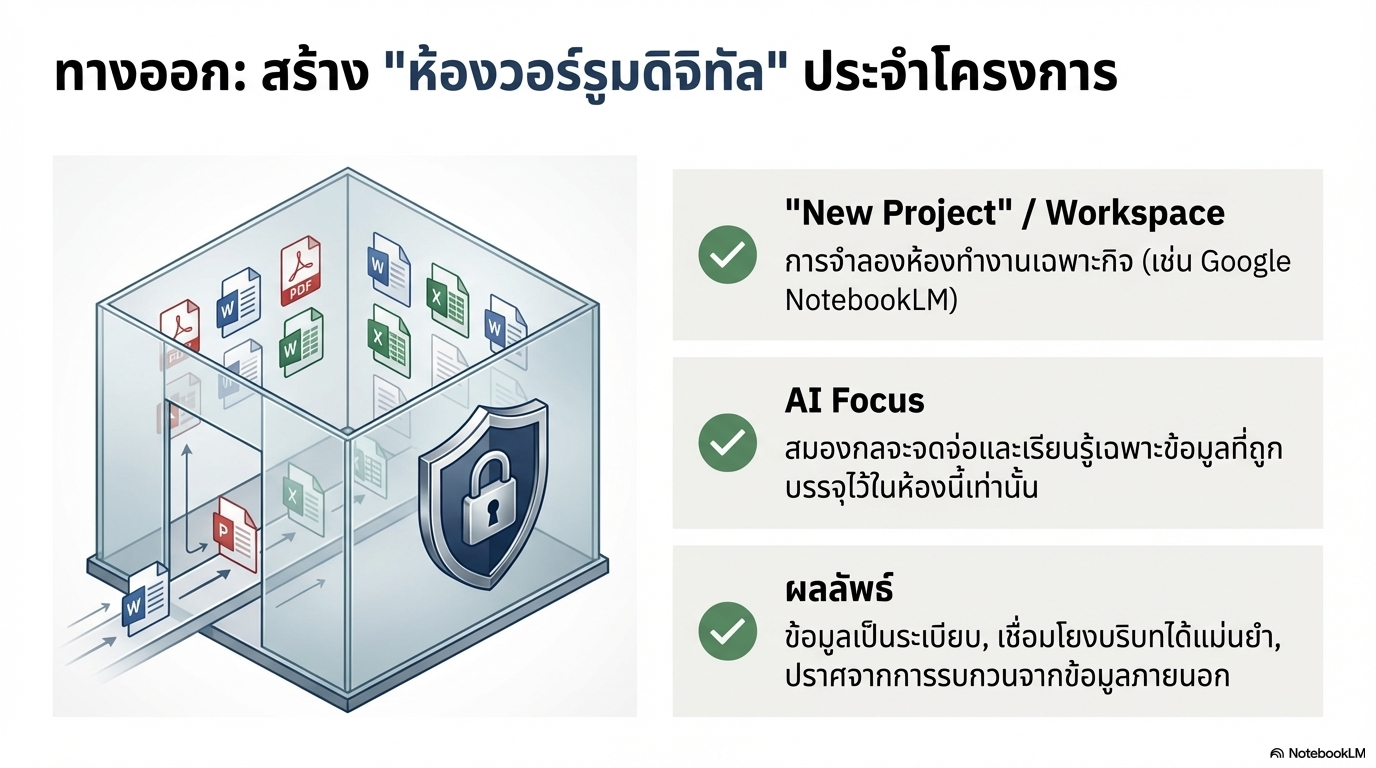 ทางออก: สร้าง "ห้องวอร์รูมดิจิทัล" ประจำโครงการ
PDF
W
W
PDF
W
W
X
X
W
P
X
W
"New Project" / Workspace
การจำลองห้องทำงานเฉพาะกิจ (เช่น Google
NotebookLM)
AI Focus
สมองกลจะจดจ่อและเรียนรู้เฉพาะข้อมูลที่ถูก
บรรจุไว้ในห้องนี้เท่านั้น
ผลลัพธ์
ข้อมูลเป็นระเบียบ, เชื่อมโยงบริบทได้แม่นยำ,
ปราศจากการรบกวนจากข้อมูลภายนอก
NotebookLM